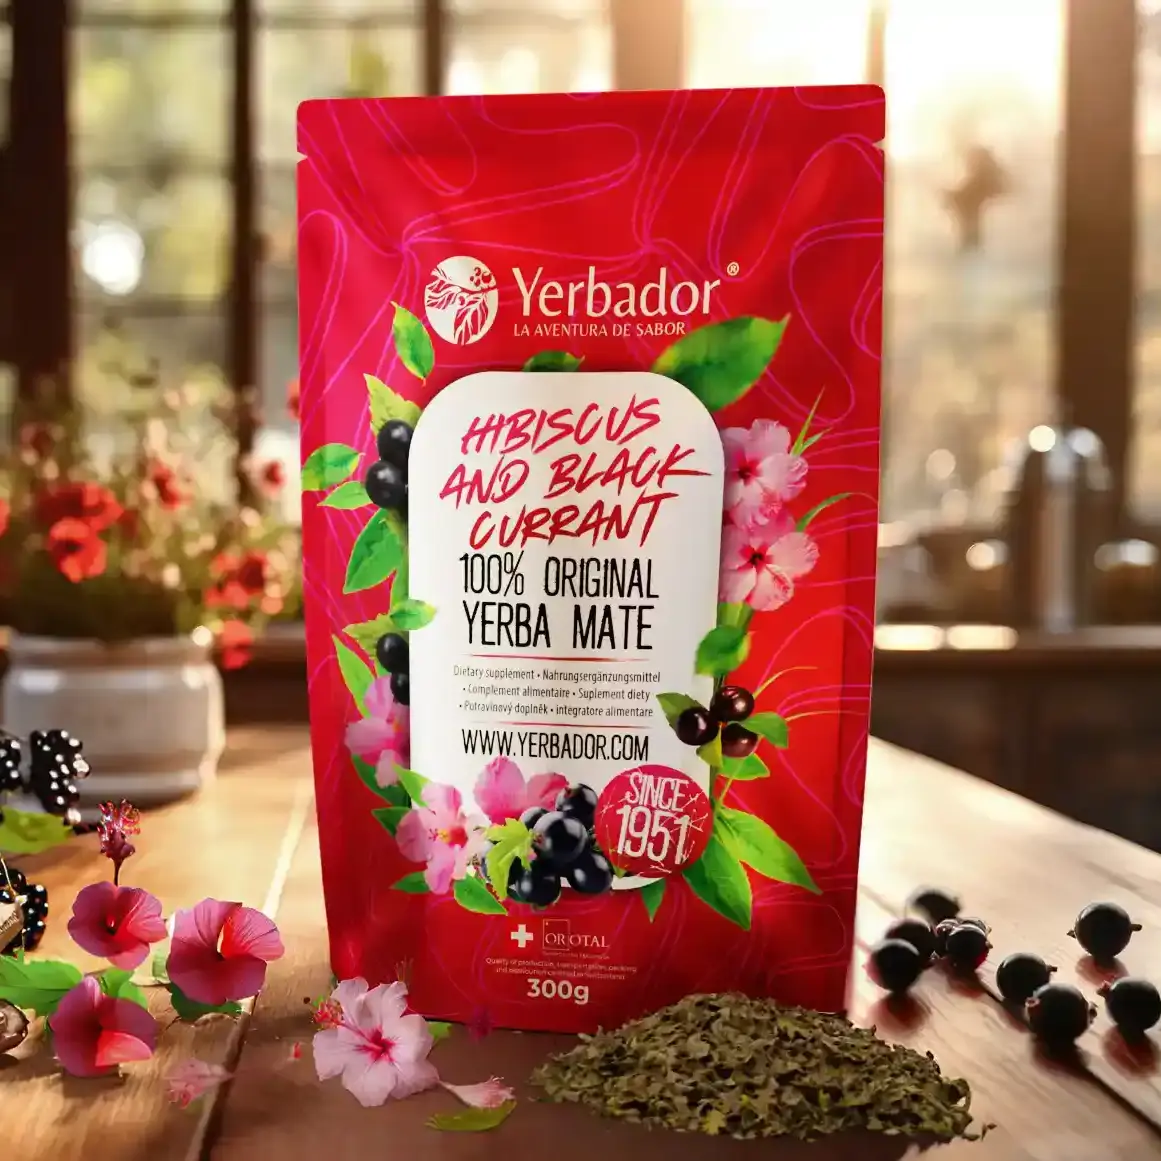 Yerbador®
LA AVENTURA DE SABOR
HIBISCUS
AND BLACK
CURRANT
100% ORIGINAL
YERBA MATE
Dietary supplement • Nahrungsergänzungsmittel
• Complement alimentaire • Suplement diety
• Potravinový doplněk • integratore alimentare
WWW.YERBADOR.COM
SINCE
1951
OROTAL
300g